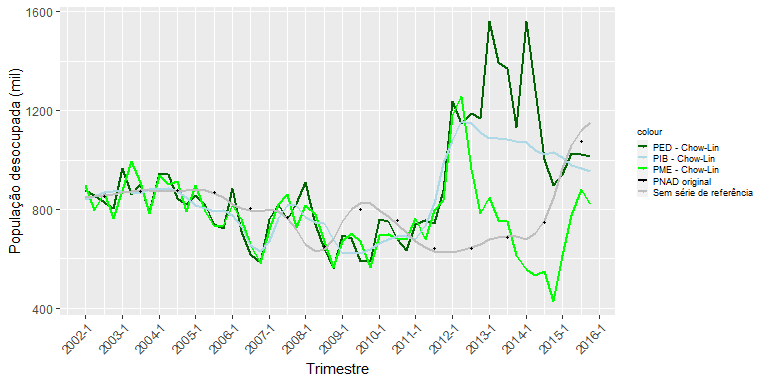 População desocupada (mil)
1600
1200
800
400
2002-1
2003-1
2004-1
2005-1
2006-1
2007-1
2008-1
2009-1
2010-1
2011-1
2012-1
2013-1
2014-1
2015-1
2016-1
Trimestre
colour
PED - Chow-Lin
PIB - Chow-Lin
PME - Chow-Lin
PNAD original
Sem série de referência